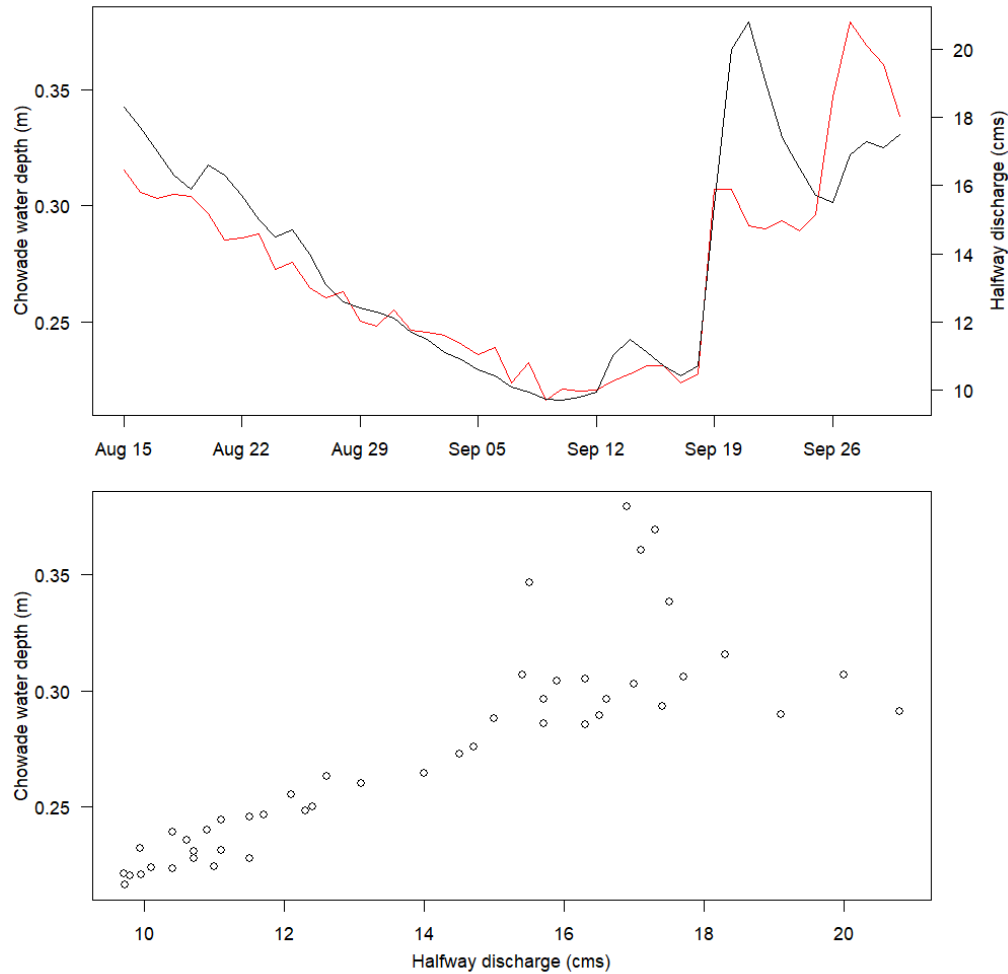 Chowade water depth (m)
0.35
0.30
0.25
20
18
16
14
12
10
Halfway discharge (cms)
Aug 15
Aug 22
Aug 29
Sep 05
Sep 12
Sep 19
Sep 26
Chowade water depth (m)
0.35
0.30
0.25
10
12
14
16
18
20
Halfway discharge (cms)